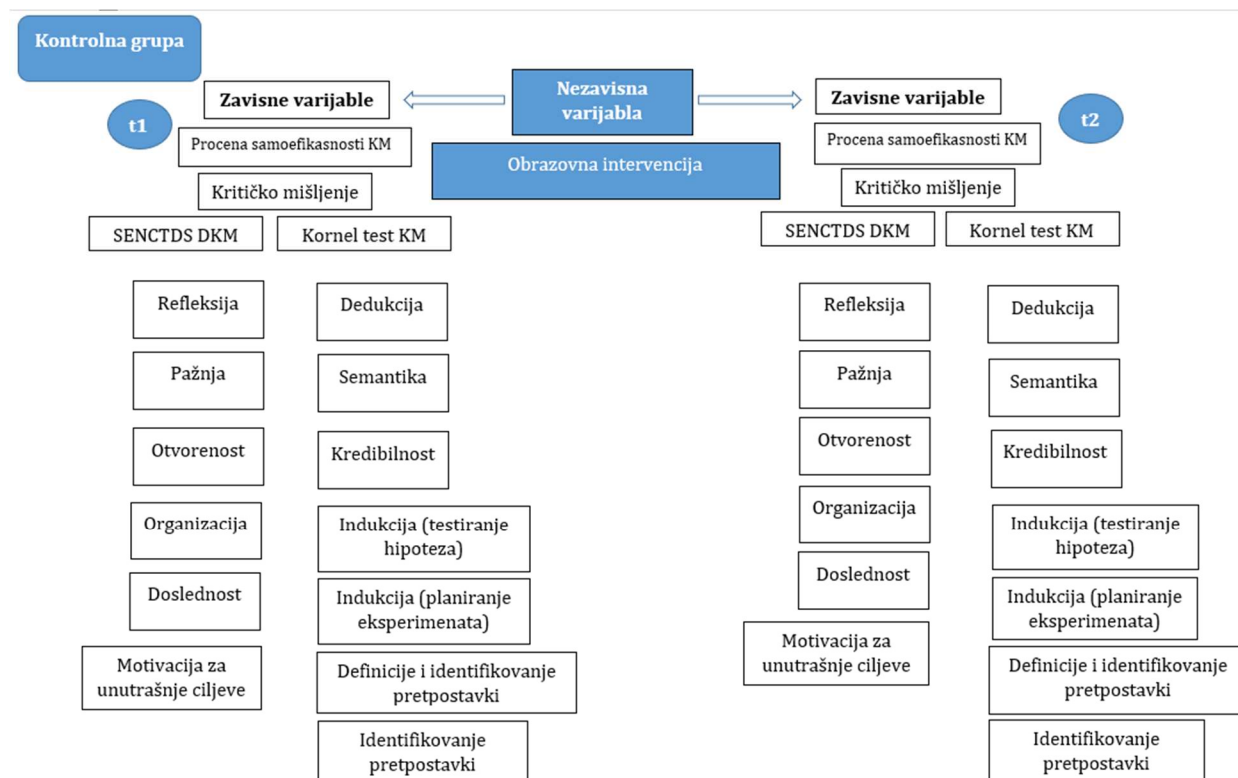 Kontrolna grupa
Zavisne varijable
Nezavisna
varijabla
Zavisne varijable
t1
t2
Procena samoefikasnosti KM
Obrazovna intervencija
Procena samoefikasnosti KM
Kritičko mišljenje
Kritičko mišljenje
SENCTDS DKM
Kornel test KM
SENCTDS DKM
Kornel test KM
Refleksija
Dedukcija
Pažnja
Semantika
Otvorenost
Kredibilnost
Organizacija
Indukcija (testiranje
hipoteza)
Doslednost
Indukcija (planiranje
eksperimenata)
Motivacija za
unutrašnje ciljeve
Definicije i identifikovanje
pretpostavki
Identifikovanje
pretpostavki
Refleksija
Dedukcija
Pažnja
Semantika
Otvorenost
Kredibilnost
Organizacija
Indukcija (testiranje
hipoteza)
Doslednost
Indukcija (planiranje
eksperimenata)
Motivacija za
unutrašnje ciljeve
Definicije i identifikovanje
pretpostavki
Identifikovanje
pretpostavki